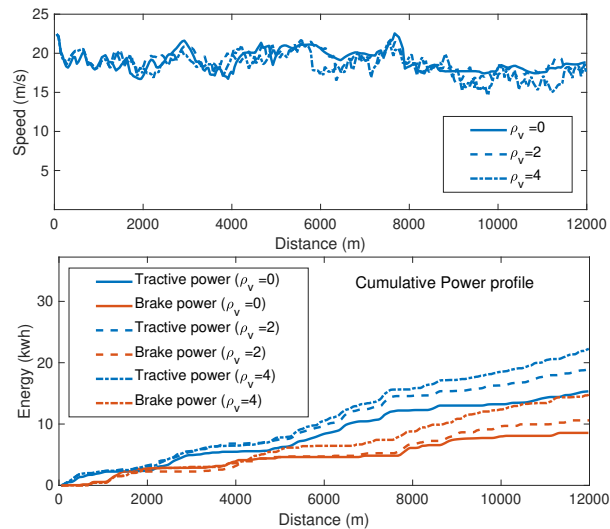 25
20
15
10
5
Speed (m/s)
ρv =0
ρv =2
ρv =4
0 2000 4000 6000 8000 10000 12000
Distance (m)
Tractive power (ρv =0)
Brake power (ρv =0)
Tractive power (ρv =2)
Brake power (ρv =2)
Tractive power (ρv =4)
Brake power (ρv =4)
Cumulative Power profile
30
20
10
0
Energy (kwh)
0 2000 4000 6000 8000 10000 12000
Distance (m)